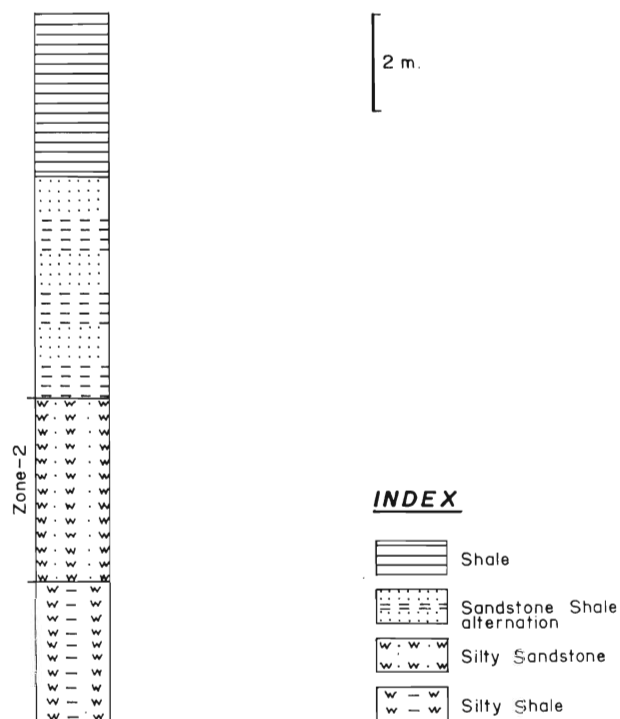 2 m.
Zone-2
INDEX
Shale
Sandstone Shale
alternation
Silty Sandstone
Silty Shale